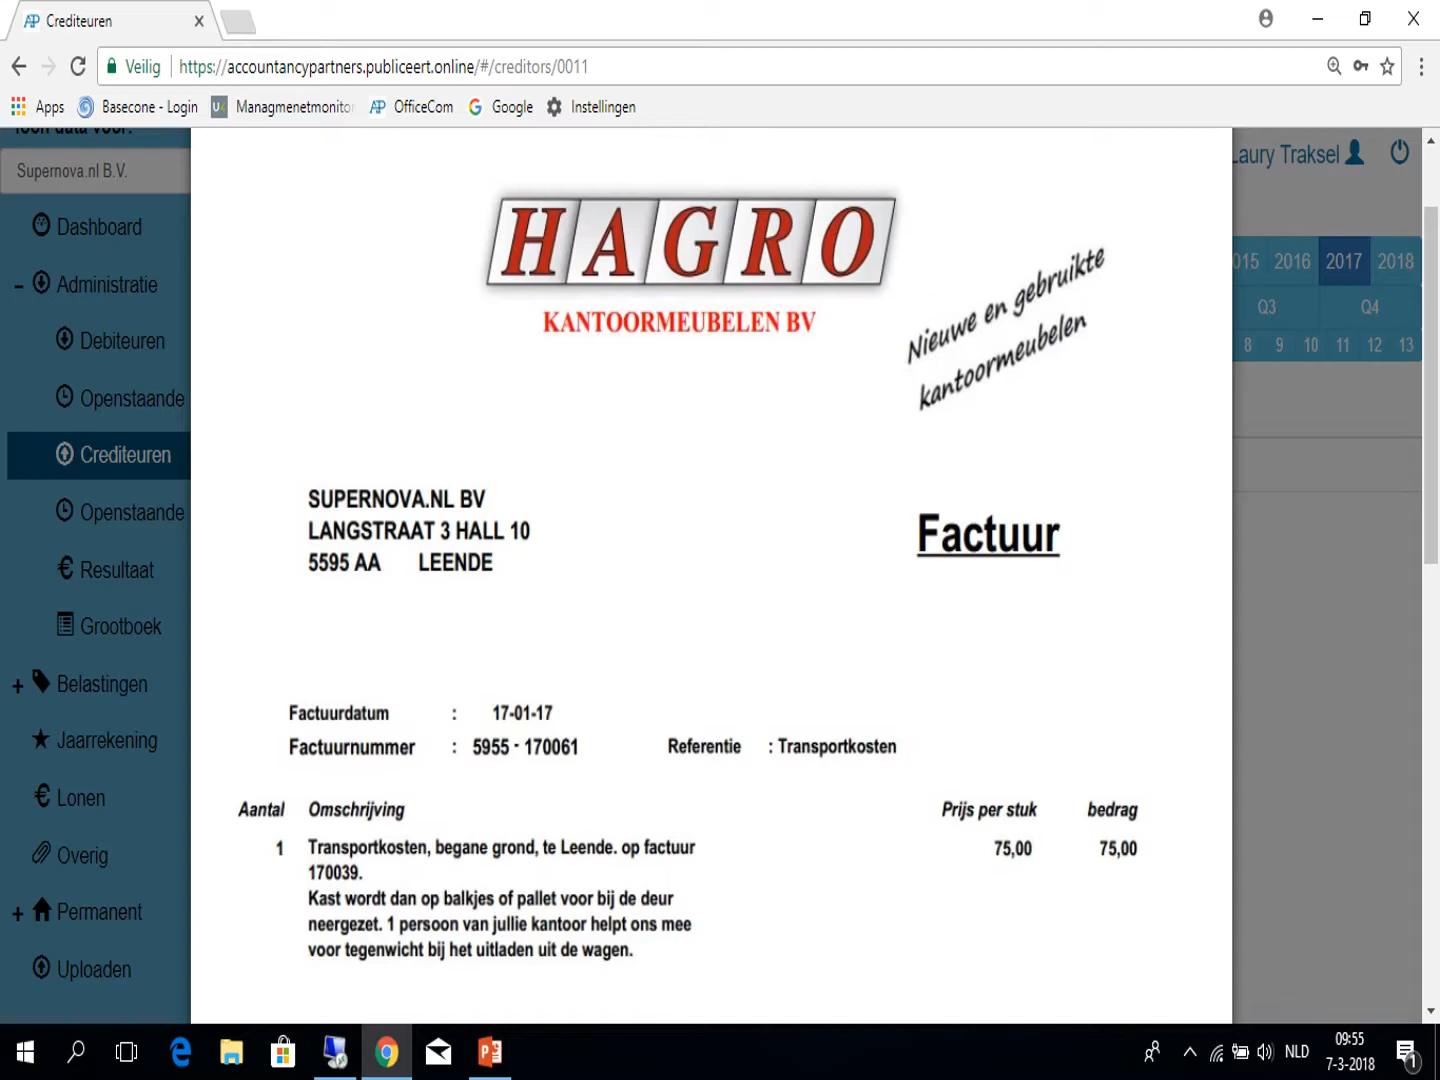 Crediteuren
Veilig https://accountancypartners.publiceert.online/#/creditors/0011
Apps Basecone - Login Managmenetmonitor OfficeCom Google Instellingen
Toon data voor:
Supernova.nl B.V.
Laury Traksel
Dashboard
Administratie
Debiteuren
Openstaande
Crediteuren
Openstaande
Resultaat
Grootboek
Belastingen
Jaarrekening
Lonen
Overig
Permanent
Uploaden
015 2016 2017 2018
Q3 Q4
8 9 10 11 12 13
HAGRO
KANTOORMEUBELEN BV
Nieuwe en gebruikte
kantoormeubelen
SUPERNOVA.NL BV
LANGSTRAAT 3 HALL 10
5595 AA LEENDE
Factuur
Factuurdatum : 17-01-17
Factuurnummer : 5955 - 170061 Referentie : Transportkosten
Aantal Omschrijving Prijs per stuk bedrag
1 Transportkosten, begane grond, te Leende. op factuur 75,00 75,00
170039.
Kast wordt dan op balkjes of pallet voor bij de deur
neergezet. 1 persoon van jullie kantoor helpt ons mee
voor tegenwicht bij het uitladen uit de wagen.
NLD
09:55
7-3-2018
1